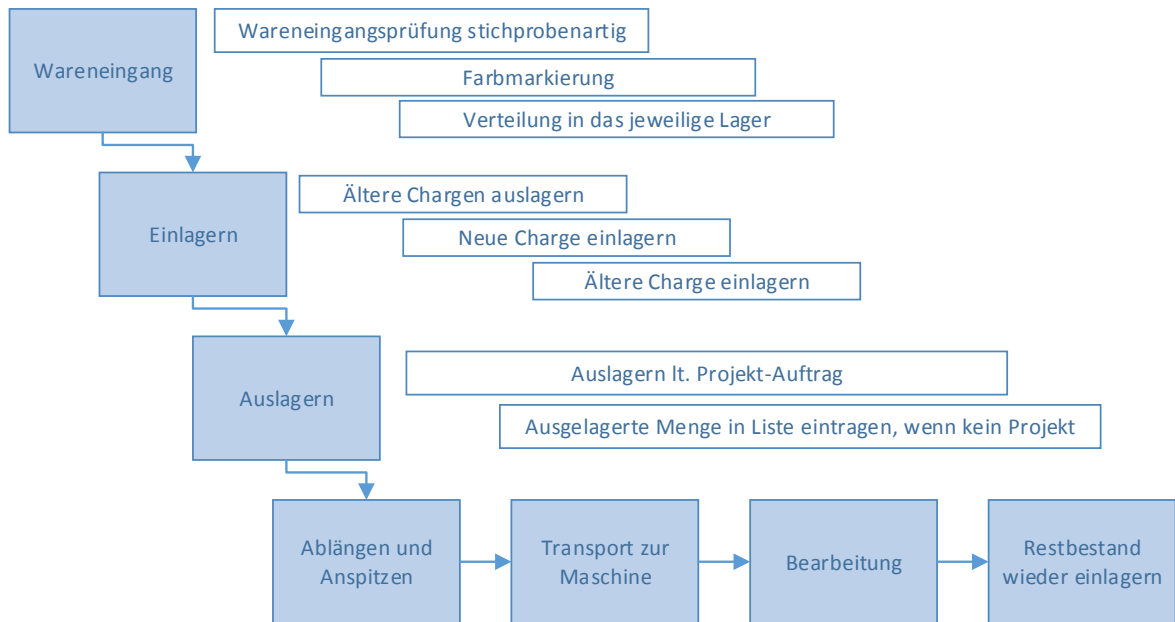 Wareneingang
Wareneingangsprüfung stichprobenartig
Farbmarkierung
Verteilung in das jeweilige Lager
Einlagern
Ältere Chargen auslagern
Neue Charge einlagern
Ältere Charge einlagern
Auslagern
Auslagern lt. Projekt-Auftrag
Ausgelagerte Menge in Liste eintragen, wenn kein Projekt
Ablängen und
Anspitzen
Transport zur
Maschine
Bearbeitung
Restbestand
wieder einlagern